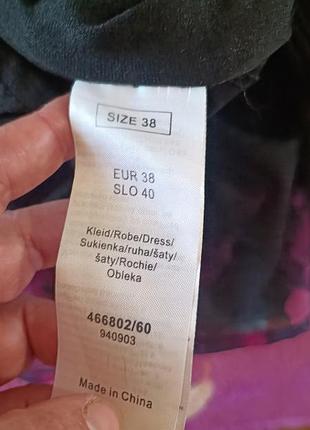 SIZE 38
EUR 38
SLO 40
Kleid/Robe/Dress/
Sukienka/ruha/šaty/
šaty/Rochie/
Obleka
466802/60
940903
Made in China